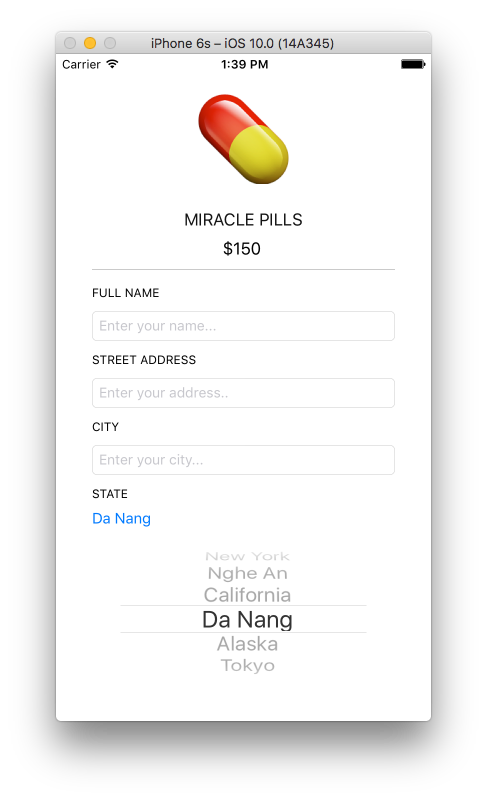 iPhone 6s – iOS 10.0 (14A345)
Carrier 1:39 PM
MIRACLE PILLS
$150
FULL NAME
Enter your name...
STREET ADDRESS
Enter your address..
CITY
Enter your city...
STATE
Da Nang
New York
Nghe An
California
Da Nang
Alaska
Tokyo